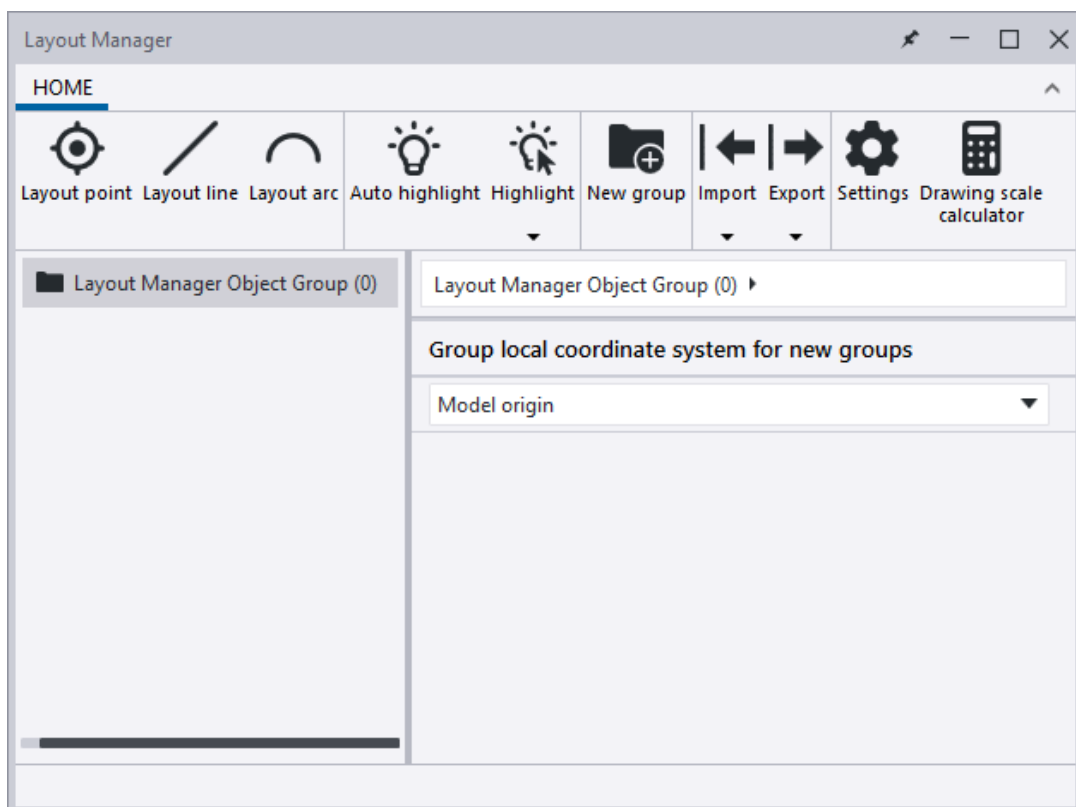 Layout Manager
HOME
Layout point Layout line Layout arc Auto highlight Highlight New group Import Export Settings Drawing scale
calculator
Layout Manager Object Group (0)
Layout Manager Object Group (0)
Group local coordinate system for new groups
Model origin